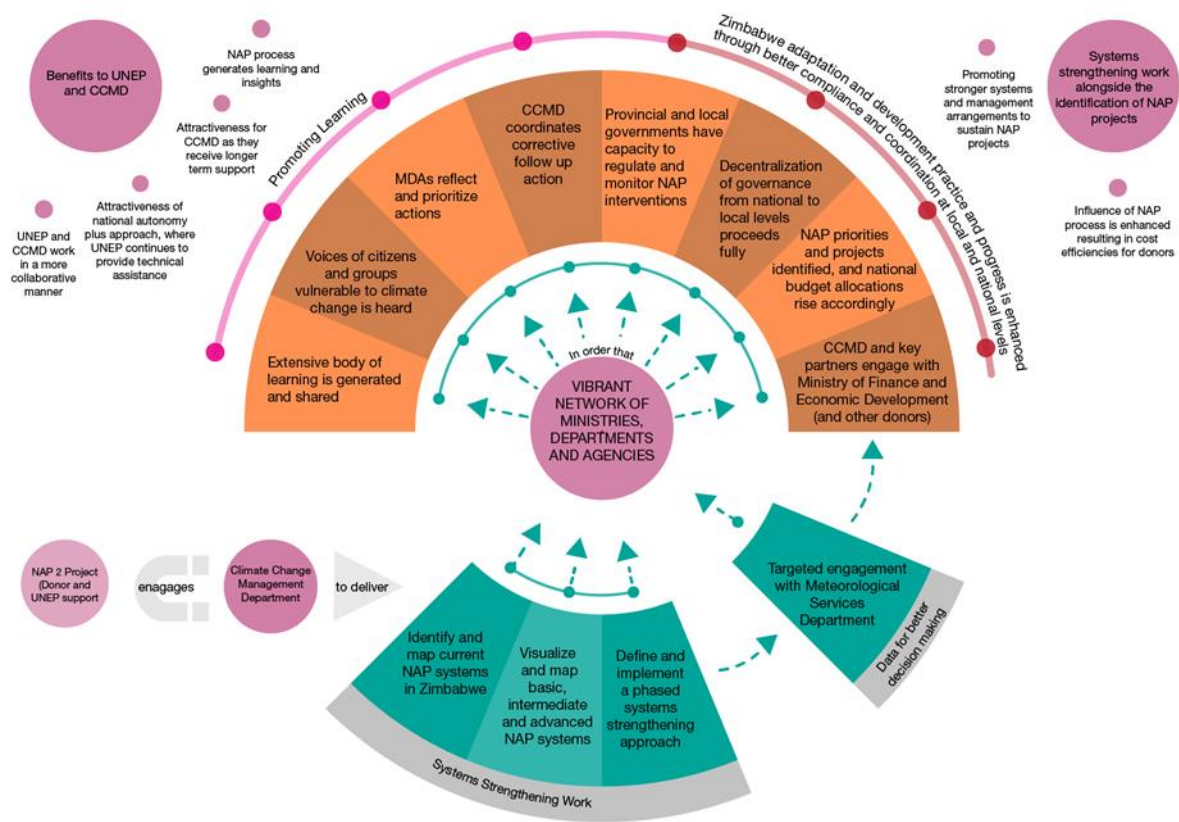 Benefits to UNEP
and CCMD
NAP process
generates learning and
insights
Attractiveness for
CCMD as they
receive longer
term support
Attractiveness of
national autonomy
plus approach, where
UNEP continues to
provide technical
assistance
UNEP and
CCMD work
in a more
collaborative
manner
Promoting Learning
Zimbabwe adaptation and development practice and progress is enhanced
through better compliance and coordination at local and national levels
Promoting
stronger systems
and management
arrangements to
sustain NAP
projects
Systems
strengthening work
alongside the
identification of NAP
projects
Influence of NAP
process is enhanced
resulting in cost
efficiencies for donors
Extensive body of
learning is generated
and shared
Voices of citizens
and groups
vulnerable to climate
change is heard
MDAs reflect
and prioritize
actions
CCMD
coordinates
corrective
follow up
action
Provincial and local
governments have
capacity to
regulate and
monitor NAP
interventions
Decentralization
of governance
from national to
local levels
proceeds
fully
NAP priorities
and projects
identified, and national
budget allocations
rise accordingly
CCMD and key
partners engage with
Ministry of Finance and
Economic Development
(and other donors)
In order that
VIBRANT
NETWORK OF
MINISTRIES,
DEPARTMENTS
AND AGENCIES
NAP 2 Project
(Donor and
UNEP support
enagages
Climate Change
Management
Department
to deliver
Identify and
map current
NAP systems
in Zimbabwe
Visualize
and map
basic,
intermediate
and advanced
NAP systems
Define and
implement
a phased
systems
strengthening
approach
Systems Strengthening Work
Targeted engagement
with Meteorological
Services
Department
Data for better
decision making